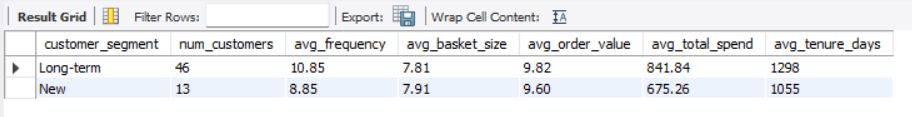 Result Grid Filter Rows: Export: Wrap Cell Content:
customer_segment num_customers avg_frequency avg_basket_size avg_order_value avg_total_spend avg_tenure_days
Long-term 46 10.85 7.81 9.82 841.84 1298
New 13 8.85 7.91 9.60 675.26 1055